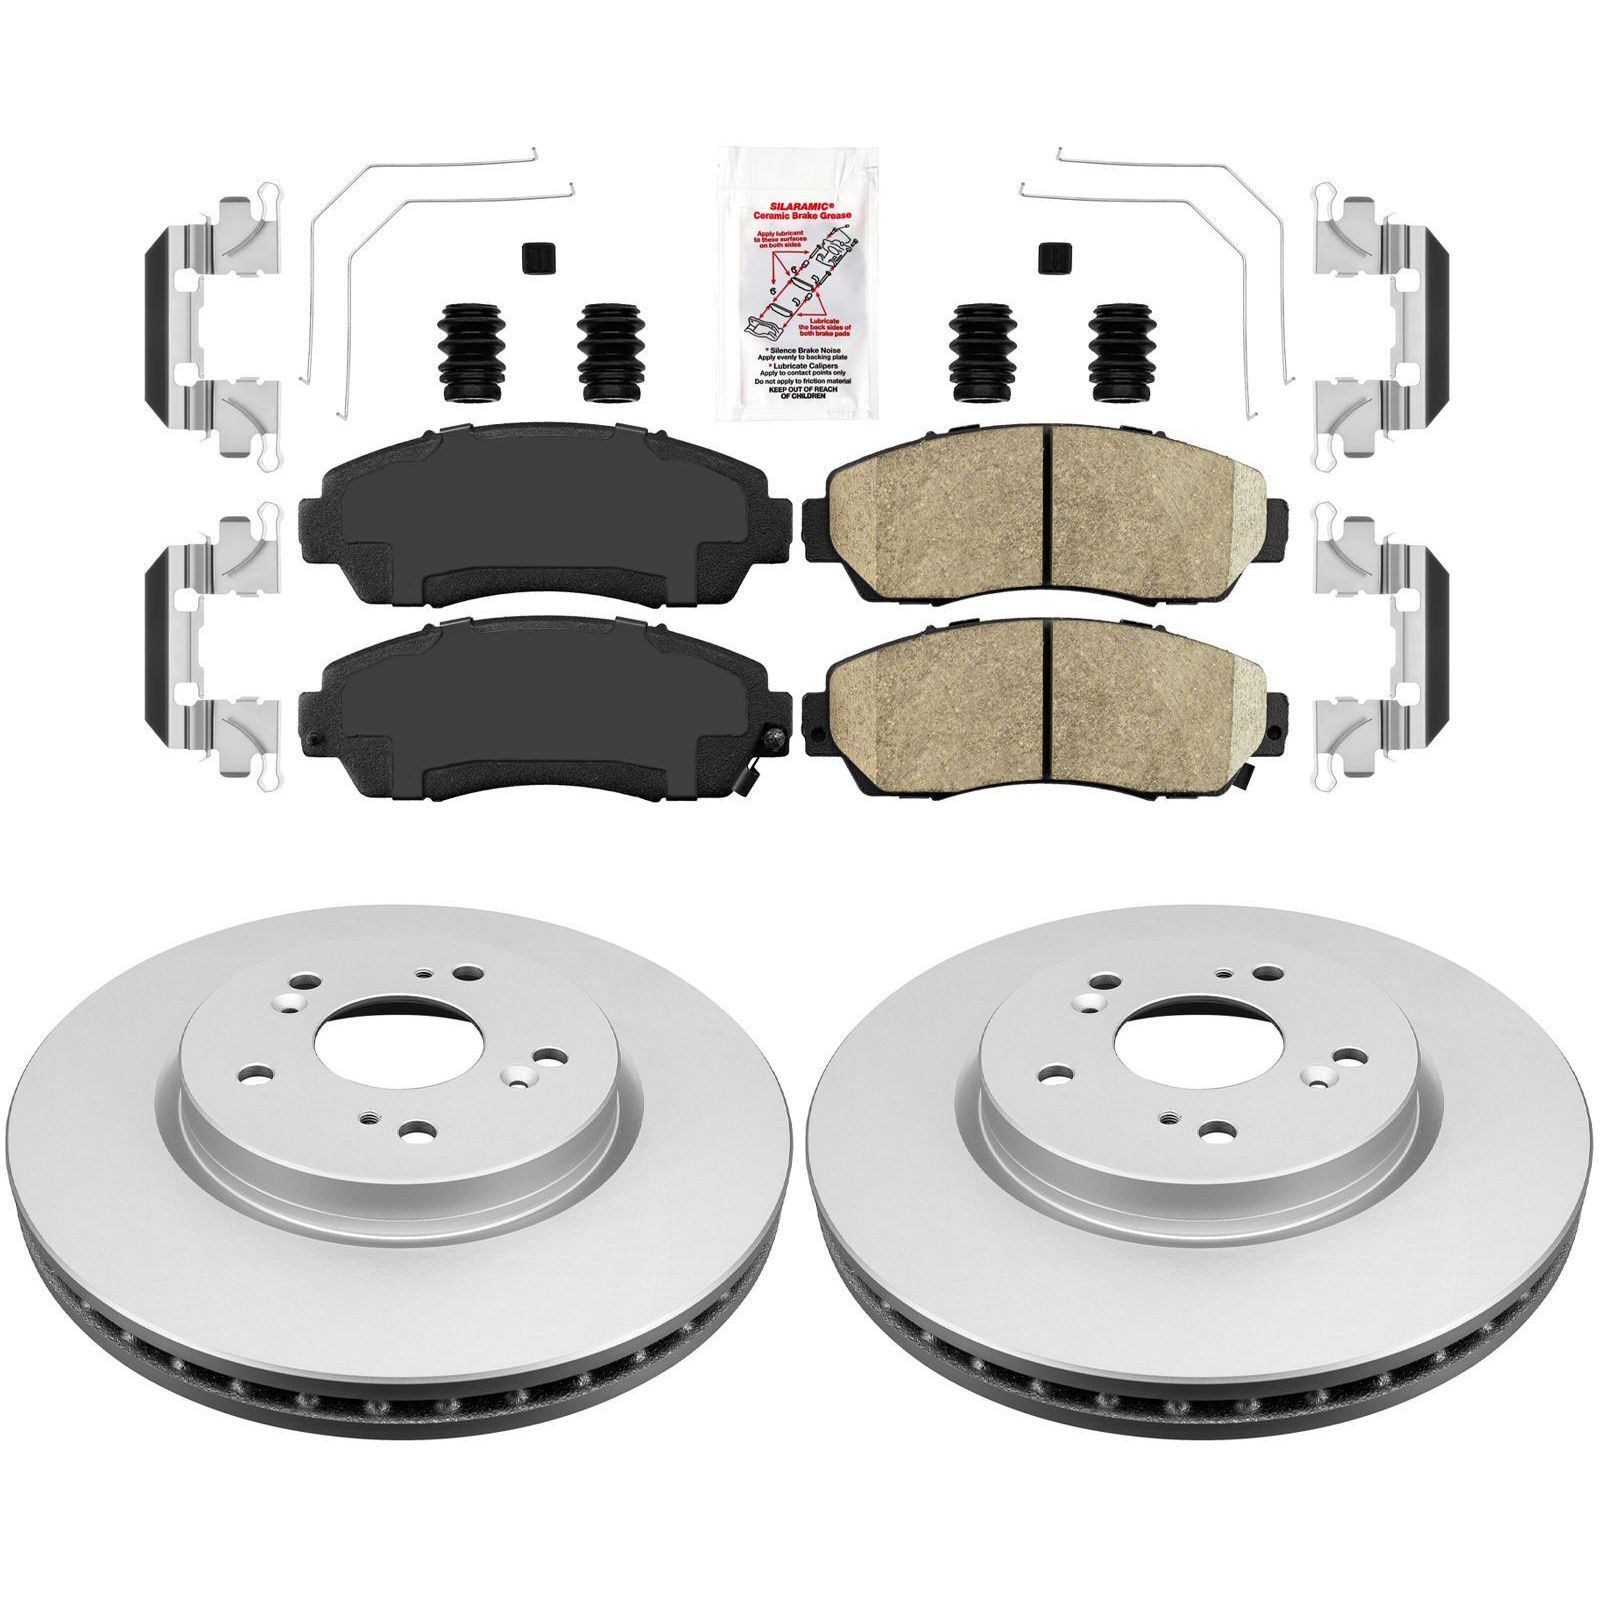 SILARAMIC®
Ceramic Brake Grease
Apply lubricant
to these surfaces
on both sides
Lubricate
the back sides of
both brake pads
* Silence Brake Noise
Apply evenly to backing plate
* Lubricate Calipers
Apply to contact points only
Do not apply to friction material
KEEP OUT OF REACH
OF CHILDREN